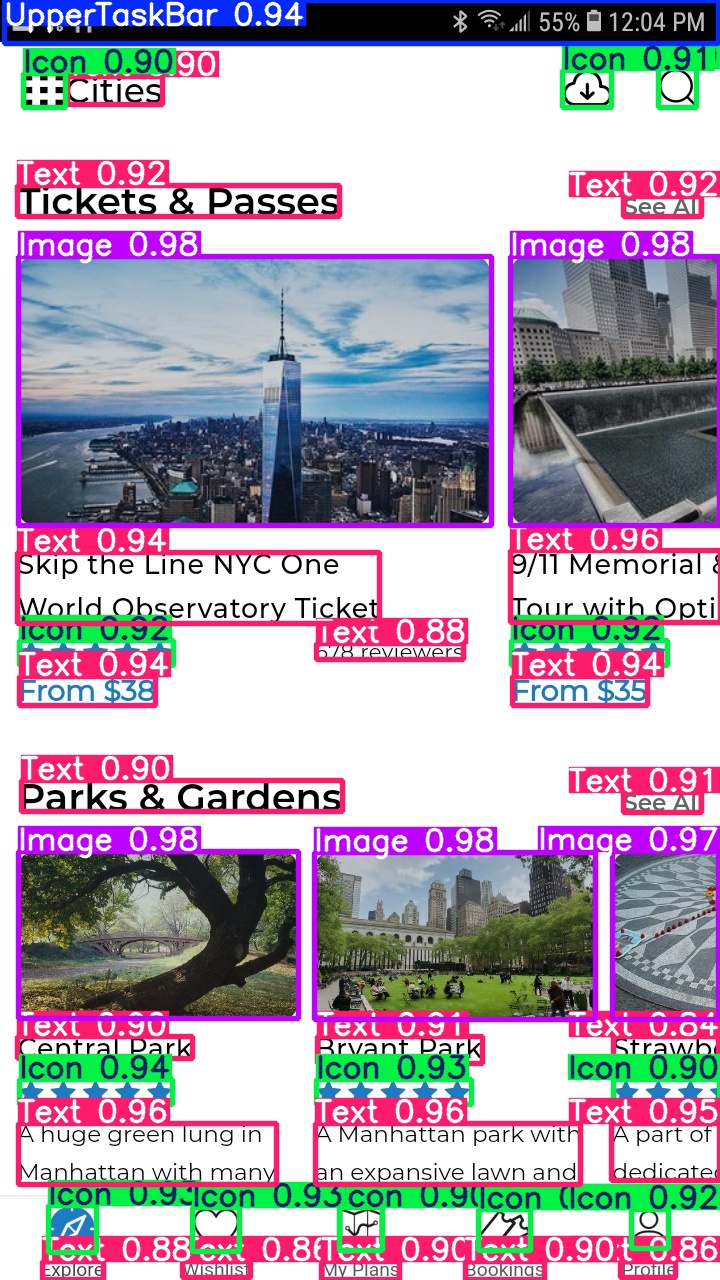 UpperTaskBar 0.94
55% 12:04 PM
Icon 0.90
Icon 0.91
Cities
Text 0.92
Text 0.92
Tickets & Passes
See All
Image 0.98
Image 0.98
Text 0.94
Text 0.96
Skip the Line NYC One
World Observatory Ticket
9/11 Memorial &
Tour with Opti
Icon 0.92
Text 0.88
Icon 0.92
578 reviewers
Text 0.94
Text 0.94
From $38
From $35
Text 0.90
Text 0.91
Parks & Gardens
See All
Image 0.98
Image 0.98
Image 0.97
Text 0.90
Text 0.91
Text 0.84
Central Park
Bryant Park
Strawb
Icon 0.94
Icon 0.93
Icon 0.90
Text 0.96
Text 0.96
Text 0.95
A huge green lung in
Manhattan with many
A Manhattan park with
an expansive lawn and
A part of
dedicated
Icon 0.93
Icon 0.93
Icon 0.90
Icon
Icon 0.92
Text 0.88
Text 0.86
Text 0.90
Text 0.90
0.86
Explore
Wishlist
My Plans
Bookings
Profile